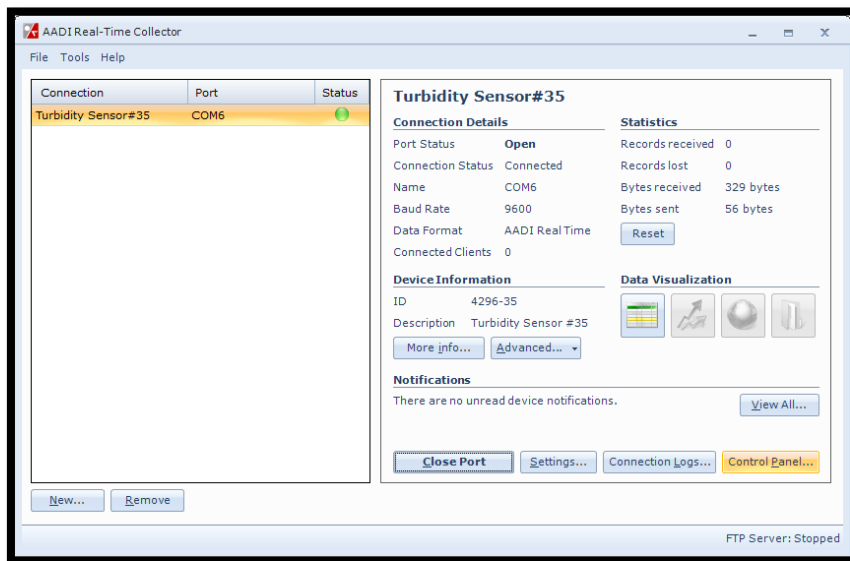 AADI Real-Time Collector
File Tools Help
Connection Port Status
Turbidity Sensor#35 COM6
Turbidity Sensor#35
Connection Details
Port Status Open
Connection Status Connected
Name COM6
Baud Rate 9600
Data Format AADI Real Time
Connected Clients 0
Statistics
Records received 0
Records lost 0
Bytes received 329 bytes
Bytes sent 56 bytes
Reset
Device Information
ID 4296-35
Description Turbidity Sensor #35
More info... Advanced...
Data Visualization
Notifications
There are no unread device notifications.
View All...
Close Port Settings... Connection Logs... Control Panel...
New... Remove
FTP Server: Stopped